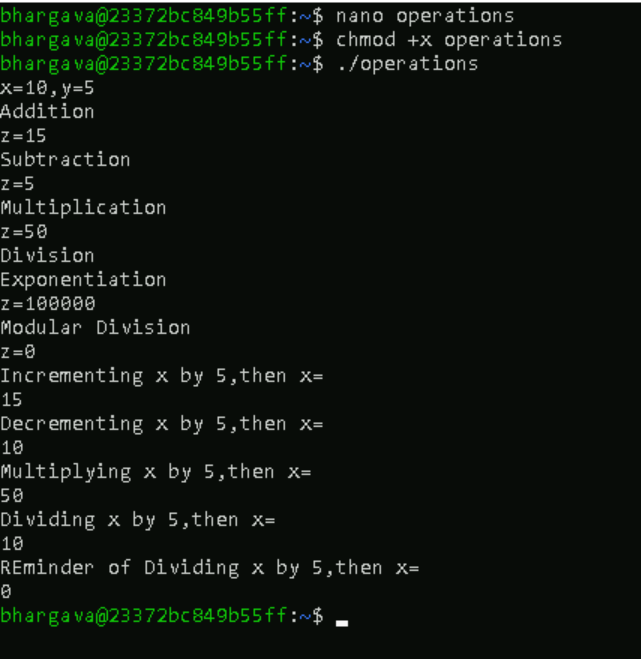 bhargava@23372bc849b55ff:~$ nano operations
bhargava@23372bc849b55ff:~$ chmod +x operations
bhargava@23372bc849b55ff:~$ ./operations
x=10,y=5
Addition
z=15
Subtraction
z=5
Multiplication
z=50
Division
Exponentiation
z=100000
Modular Division
z=0
Incrementing x by 5,then x=
15
Decrementing x by 5,then x=
10
Multiplying x by 5,then x=
50
Dividing x by 5,then x=
10
REminder of Dividing x by 5,then x=
0
bhargava@23372bc849b55ff:~$